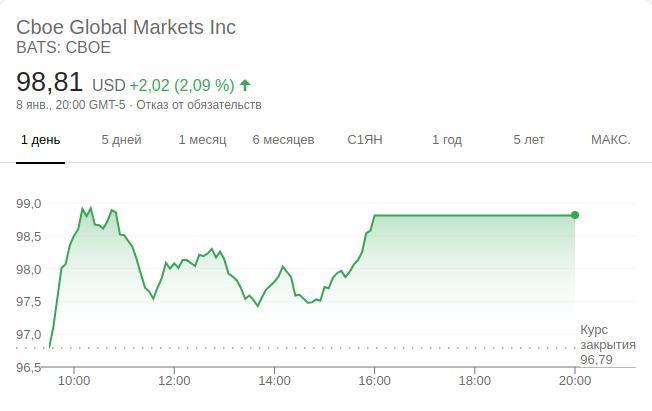 Cboe Global Markets Inc
BATS: CBOE
98,81 USD +2,02 (2,09 %)
8 янв., 20:00 GMT-5 · Отказ от обязательств
1 день 5 дней 1 месяц 6 месяцев С1ЯН 1 год 5 лет МАКС.
99,0
98,5
98,0
97,5
97,0
96,5
Курс
закрытия
96,79
10:00 12:00 14:00 16:00 18:00 20:00